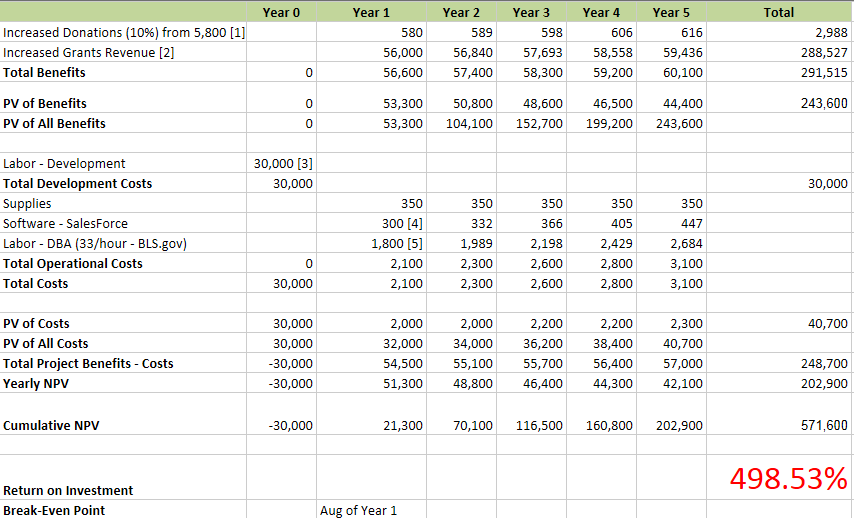 Year 0 Year 1 Year 2 Year 3 Year 4 Year 5 Total
Increased Donations (10%) from 5,800 [1] 580 589 598 606 616 2,988
Increased Grants Revenue [2] 56,000 56,840 57,693 58,558 59,436 288,527
Total Benefits 0 56,600 57,400 58,300 59,200 60,100 291,515
PV of Benefits 0 53,300 50,800 48,600 46,500 44,400 243,600
PV of All Benefits 0 53,300 104,100 152,700 199,200 243,600
Labor - Development 30,000 [3]
Total Development Costs 30,000 30,000
Supplies 350 350 350 350 350
Software - SalesForce 300 [4] 332 366 405 447
Labor - DBA (33/hour - BLS.gov) 1,800 [5] 1,989 2,198 2,429 2,684
Total Operational Costs 0 2,100 2,300 2,600 2,800 3,100
Total Costs 30,000 2,100 2,300 2,600 2,800 3,100
PV of Costs 30,000 2,000 2,000 2,200 2,200 2,300 40,700
PV of All Costs 30,000 32,000 34,000 36,200 38,400 40,700
Total Project Benefits - Costs -30,000 54,500 55,100 55,700 56,400 57,000 248,700
Yearly NPV -30,000 51,300 48,800 46,400 44,300 42,100 202,900
Cumulative NPV -30,000 21,300 70,100 116,500 160,800 202,900 571,600
Return on Investment 498.53%
Break-Even Point Aug of Year 1